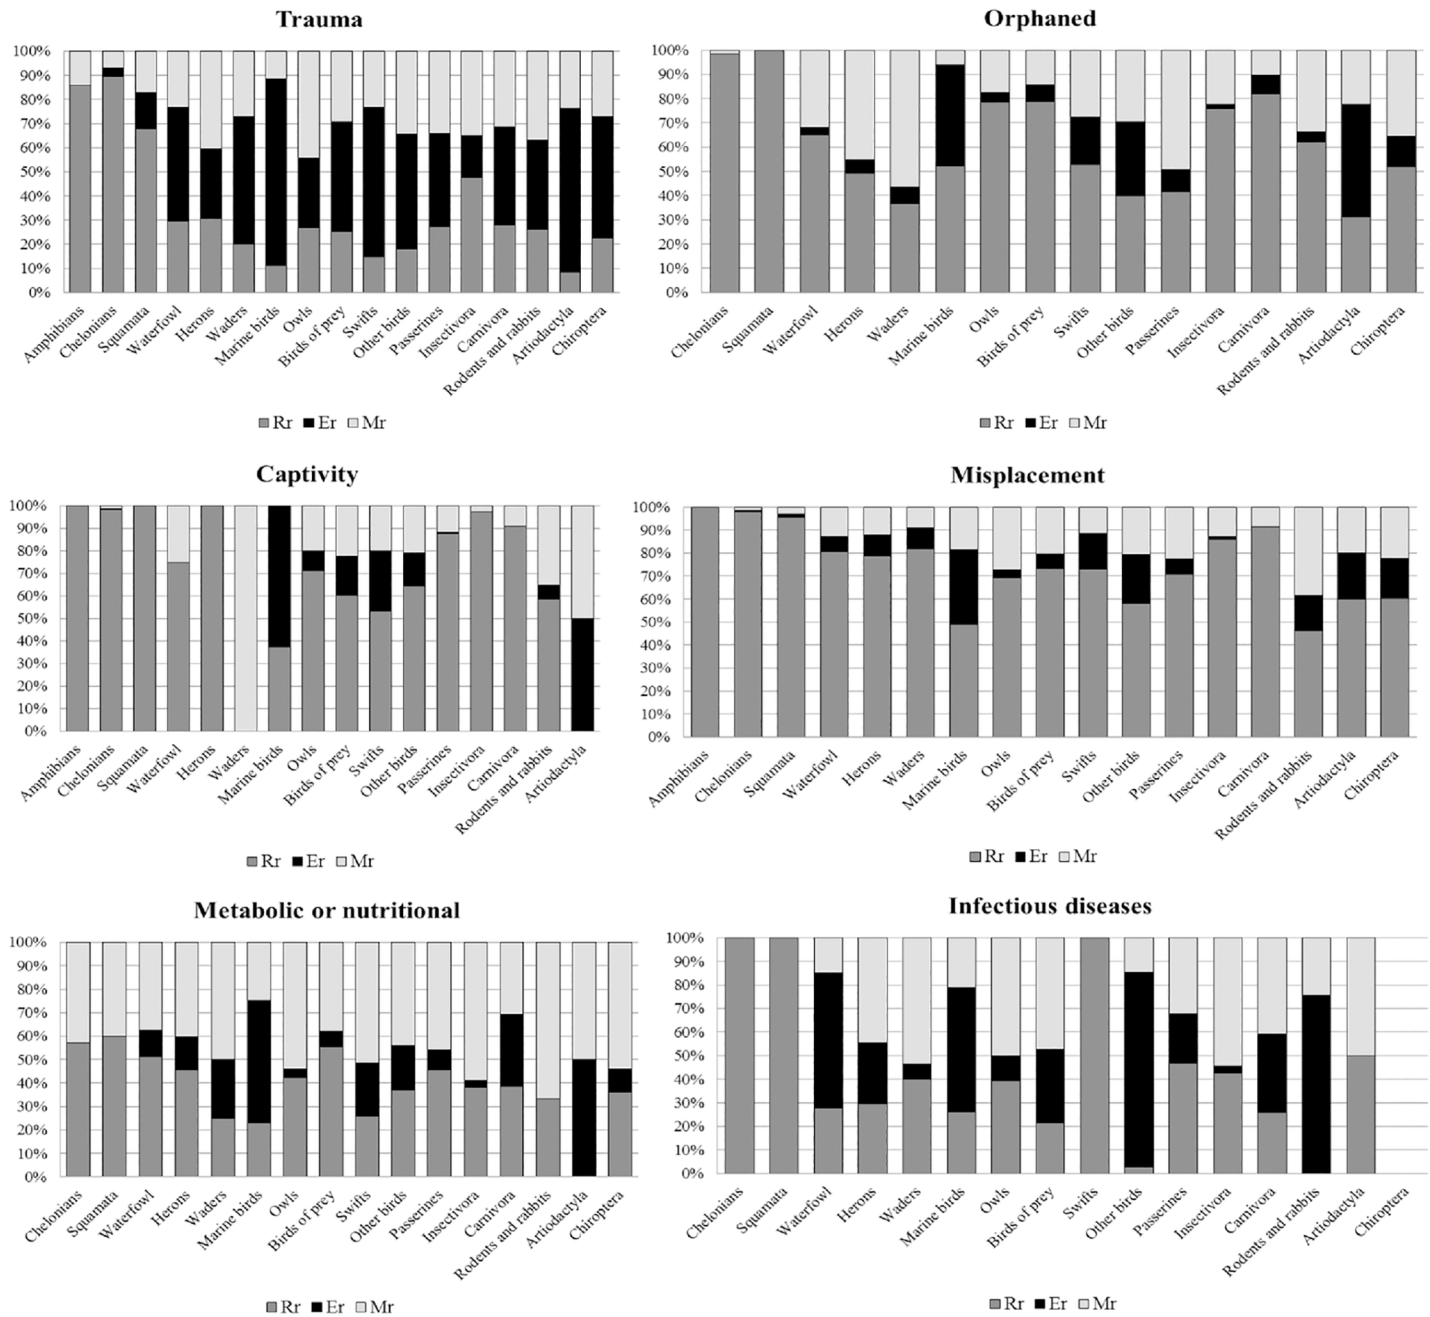 Trauma
100%
90%
80%
70%
60%
50%
40%
30%
20%
10%
0%
Amphibians
Chelonians
Squamata
Waterfowl
Herons
Waders
Marine birds
Owls
Birds of prey
Swifts
Other birds
Passerines
Insectivora
Carnivora
Rodents and rabbits
Artiodactyla
Chiroptera
Rr Er Mr
Orphaned
100%
90%
80%
70%
60%
50%
40%
30%
20%
10%
0%
Chelonians
Squamata
Waterfowl
Herons
Waders
Marine birds
Owls
Birds of prey
Swifts
Other birds
Passerines
Insectivora
Carnivora
Rodents and rabbits
Artiodactyla
Chiroptera
Rr Er Mr
Captivity
100%
90%
80%
70%
60%
50%
40%
30%
20%
10%
0%
Amphibians
Chelonians
Squamata
Waterfowl
Herons
Waders
Marine birds
Owls
Birds of prey
Swifts
Other birds
Passerines
Insectivora
Carnivora
Rodents and rabbits
Artiodactyla
Rr Er Mr
Misplacement
100%
90%
80%
70%
60%
50%
40%
30%
20%
10%
0%
Amphibians
Chelonians
Squamata
Waterfowl
Herons
Waders
Marine birds
Owls
Birds of prey
Swifts
Other birds
Passerines
Insectivora
Carnivora
Rodents and rabbits
Artiodactyla
Chiroptera
Rr Er Mr
Metabolic or nutritional
100%
90%
80%
70%
60%
50%
40%
30%
20%
10%
0%
Chelonians
Squamata
Waterfowl
Herons
Waders
Marine birds
Owls
Birds of prey
Swifts
Other birds
Passerines
Insectivora
Carnivora
Rodents and rabbits
Artiodactyla
Chiroptera
Rr Er Mr
Infectious diseases
100%
90%
80%
70%
60%
50%
40%
30%
20%
10%
0%
Chelonians
Squamata
Waterfowl
Herons
Waders
Marine birds
Owls
Birds of prey
Swifts
Other birds
Passerines
Insectivora
Carnivora
Rodents and rabbits
Artiodactyla
Chiroptera
Rr Er Mr